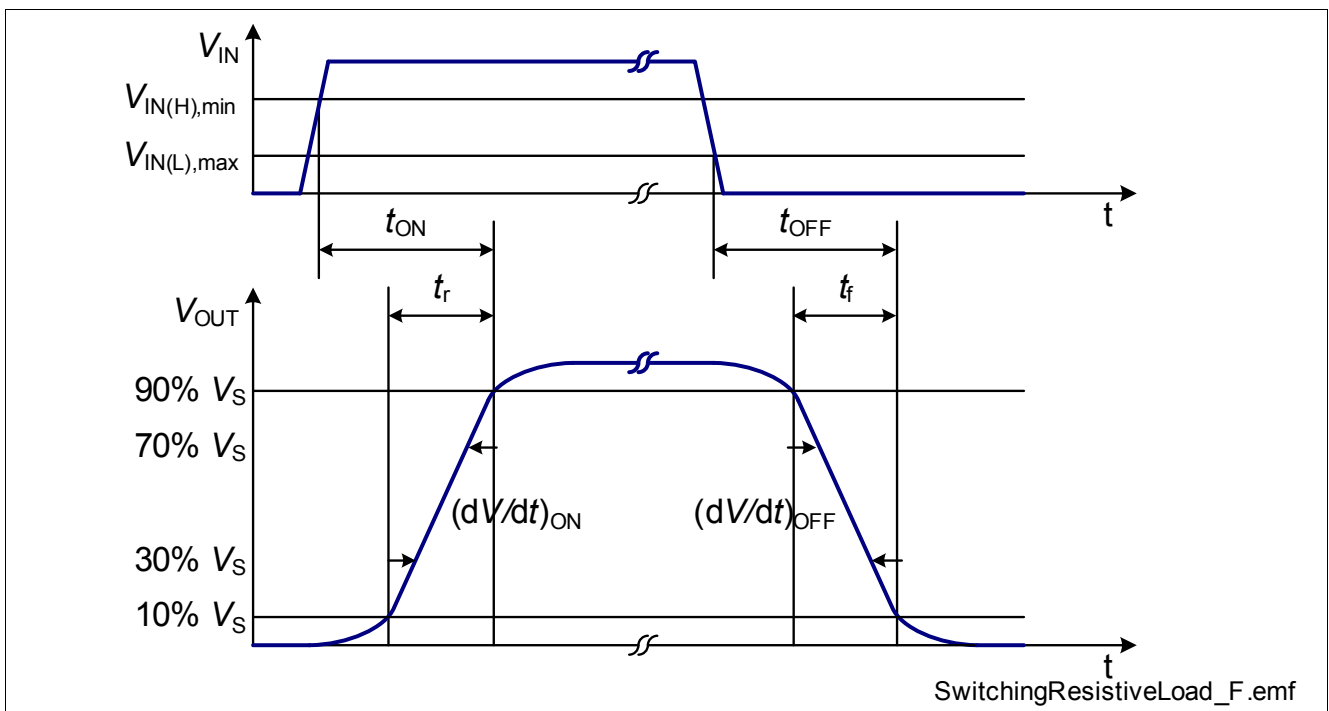 VIN
VIN(H),min
VIN(L),max
t
tON
tOFF
tr
tf
VOUT
90% VS
70% VS
(dV/dt)ON
(dV/dt)OFF
30% VS
10% VS
t
SwitchingResistiveLoad_F.emf